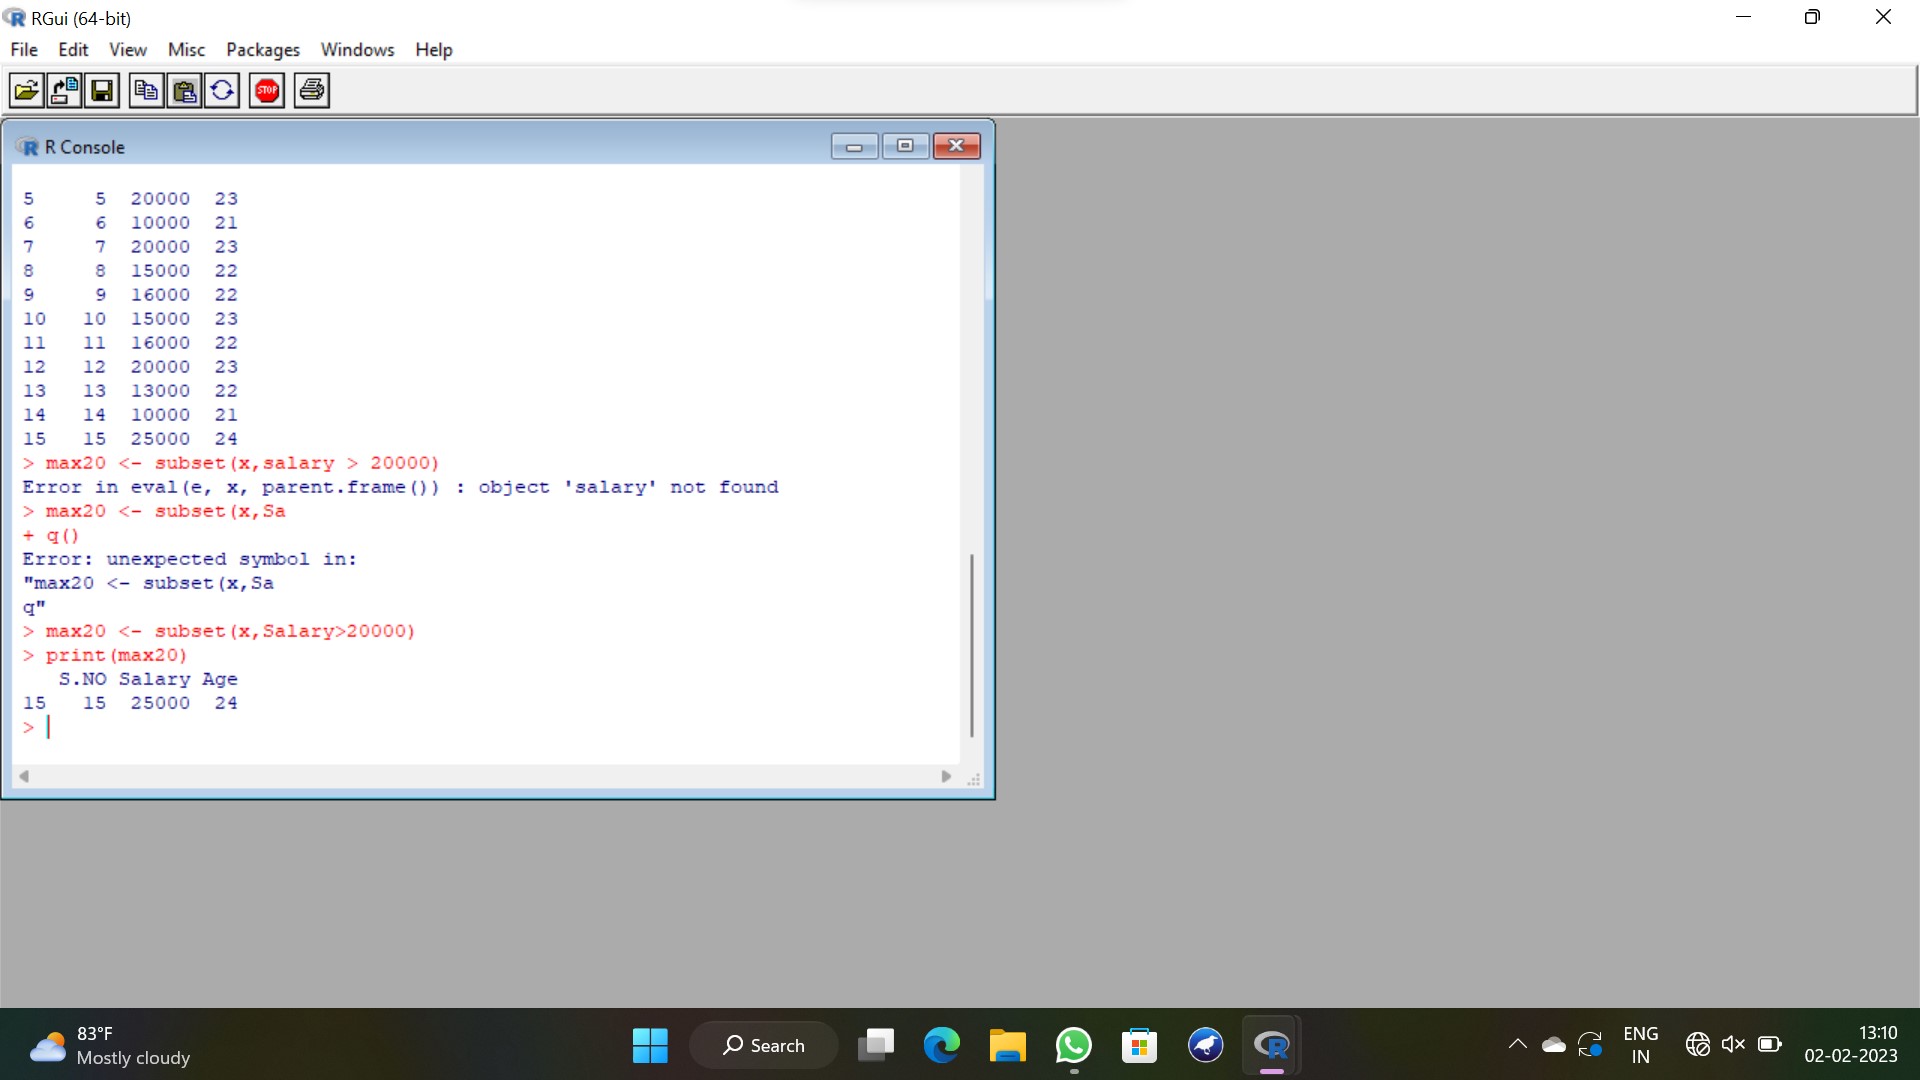 RGui (64-bit)
File Edit View Misc Packages Windows Help
STOP
R Console
5 5 20000 23
6 6 10000 21
7 7 20000 23
8 8 15000 22
9 9 16000 22
10 10 15000 23
11 11 16000 22
12 12 20000 23
13 13 13000 22
14 14 10000 21
15 15 25000 24
> max20 <- subset(x,salary > 20000)
Error in eval(e, x, parent.frame()) : object 'salary' not found
> max20 <- subset(x,Sa
+ q()
Error: unexpected symbol in:
"max20 <- subset(x,Sa
q"
> max20 <- subset(x,Salary>20000)
> print(max20)
S.NO Salary Age
15 15 25000 24
>
83°F
Mostly cloudy
Search
ENG
IN
13:10
02-02-2023